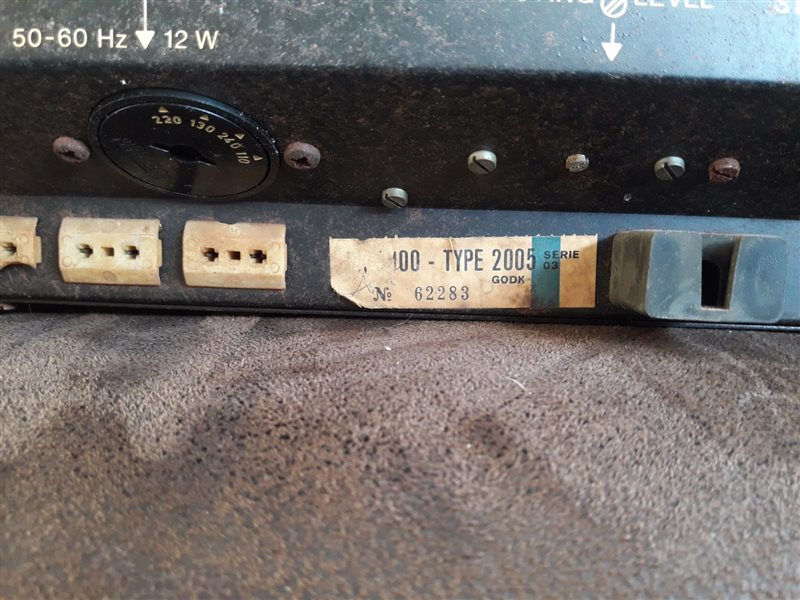 LEVEL
50-60 Hz 12 W
220 130 240 110
00 - TYPE 2005 SERIE 03
GODK
№ 62283